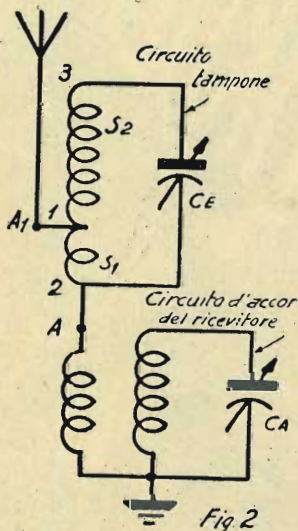 Circuito
tampone
3
S2
CE
A1
1
S1
2
Circuito d'accor
del ricevitore
A
CA
Fig. 2